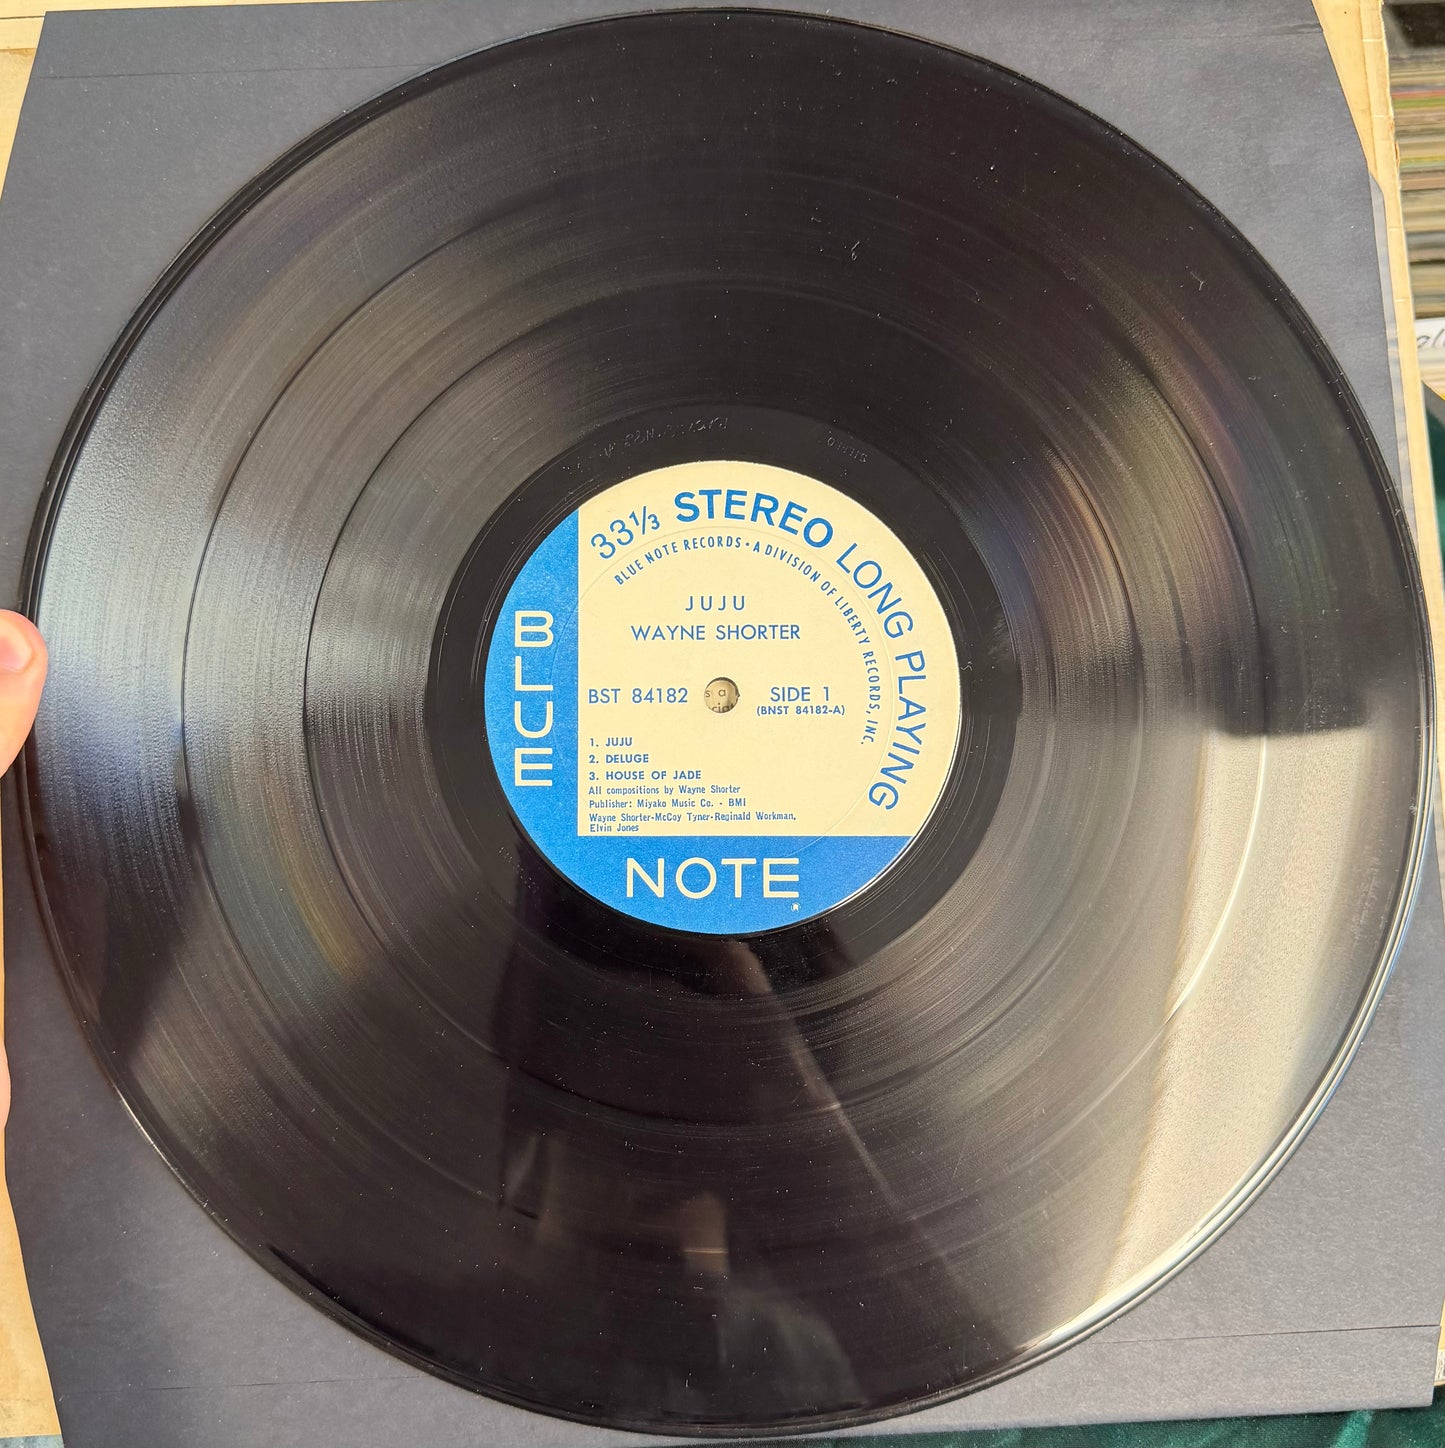 33⅓ STEREO LONG PLAYING
BLUE NOTE RECORDS • A DIVISION OF LIBERTY RECORDS, INC.
JUJU
WAYNE SHORTER
BST 84182
SIDE 1
(BNST 84182-A)
1. JUJU
2. DELUGE
3. HOUSE OF JADE
All compositions by Wayne Shorter
Publisher: Miyako Music Co. - BMI
Wayne Shorter-McCoy Tyner-Reginald Workman,
Elvin Jones
BLUE
NOTE
®
STEREO